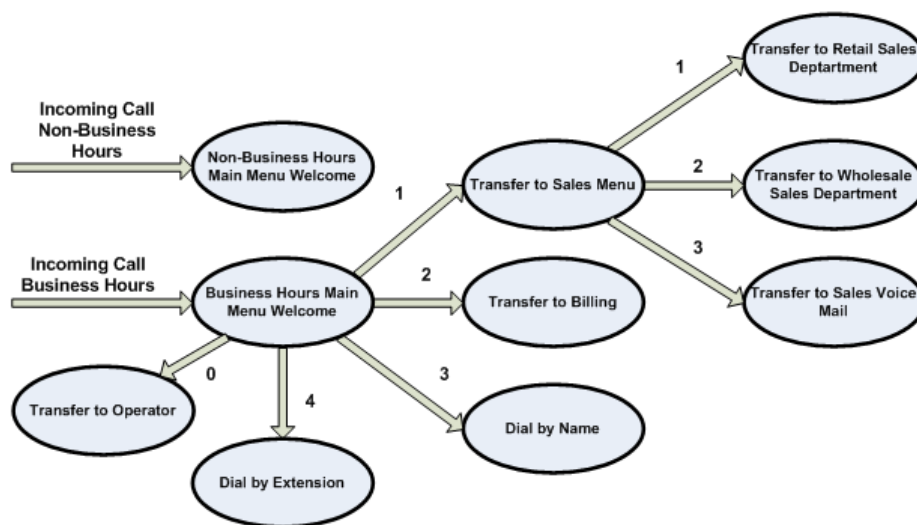 Transfer to Retail Sales
Deptartment
1
Incoming Call
Non-Business
Hours
Non-Business Hours
Main Menu Welcome
Transfer to Sales Menu
2
Transfer to Wholesale
Sales Department
1
3
Incoming Call
Business Hours
Business Hours Main
Menu Welcome
2
Transfer to Billing
Transfer to Sales Voice
Mail
0
3
4
Transfer to Operator
Dial by Name
Dial by Extension